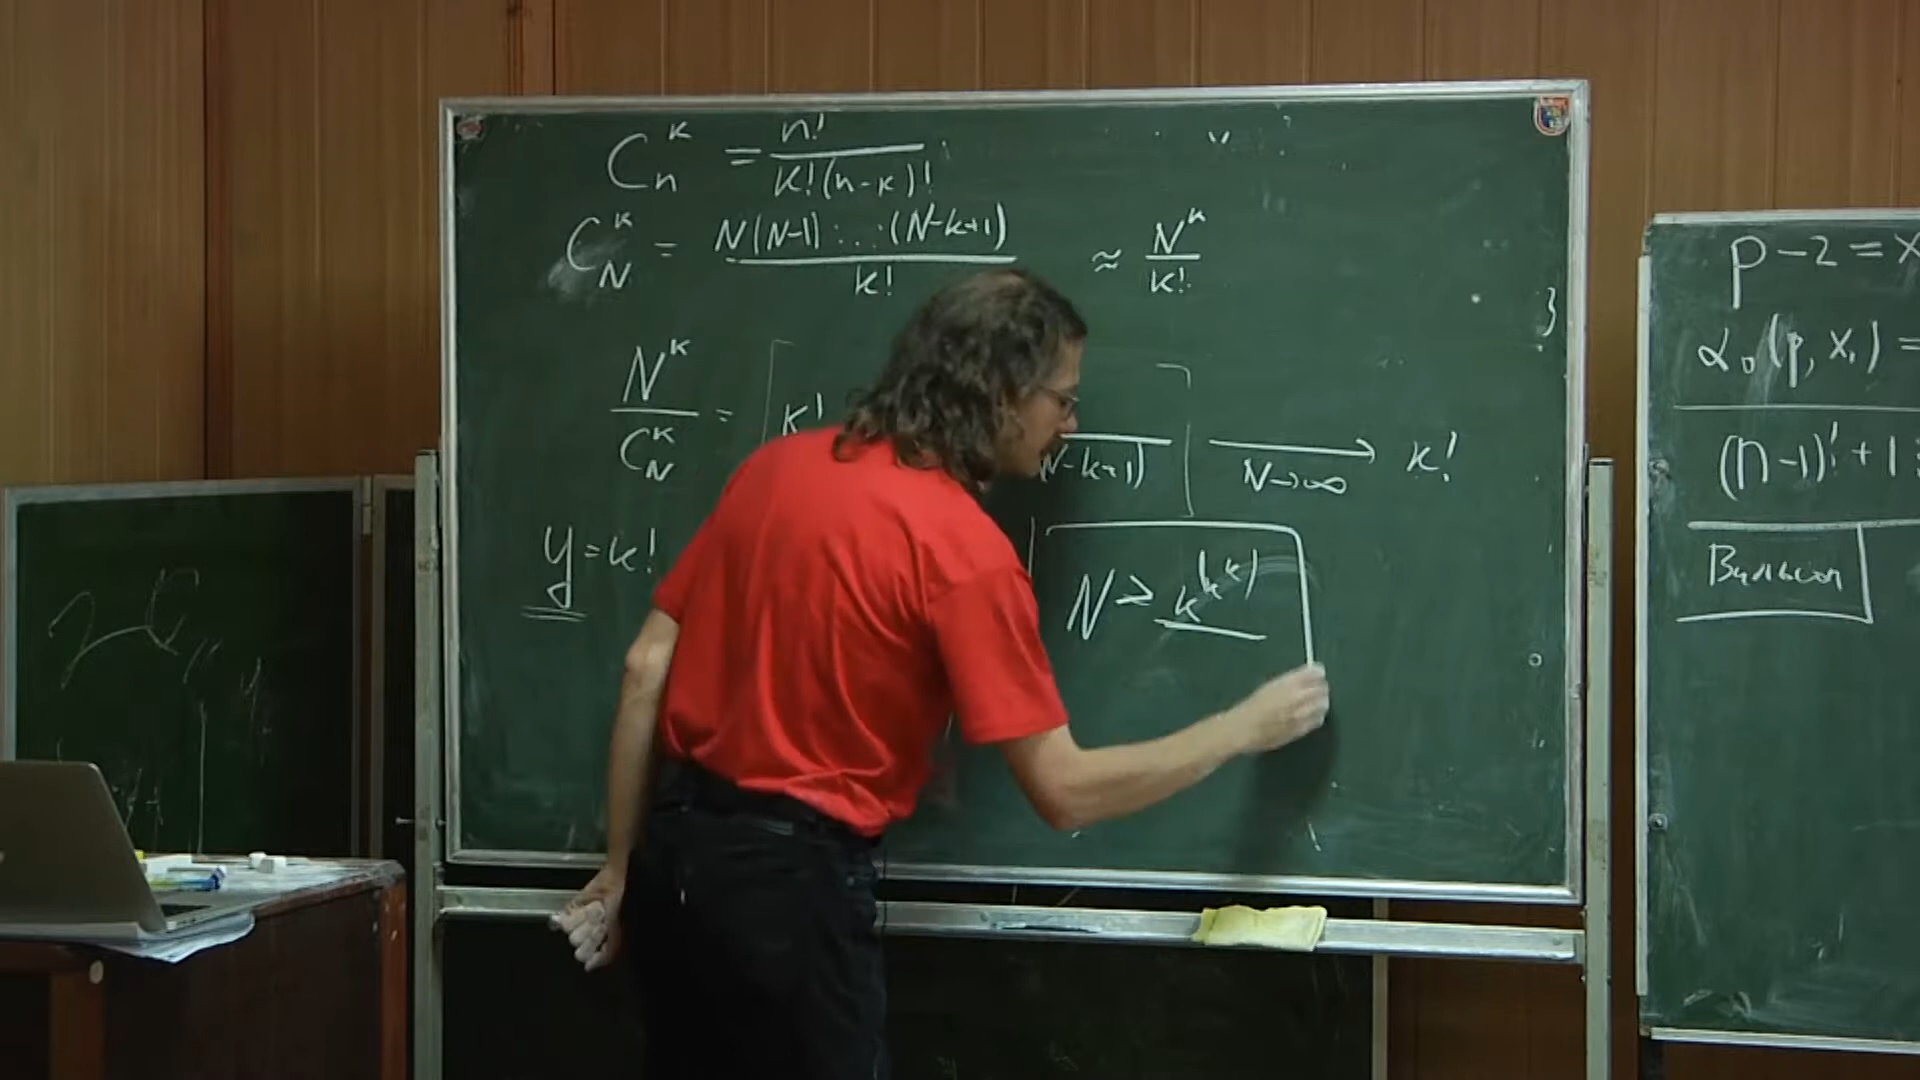 C_n^k = n! / k!(n-k)!
C_N^k = N(N-1)...(N-k+1) / k! ≈ N^k / k!
N^k / C_N^k = [k! N-k+1) ] → N→∞ k!
y = k!
N ≥ k^(k^k)
p-2 = x
α₀(p, x₁) =
(n-1)! + 1
Вильсон